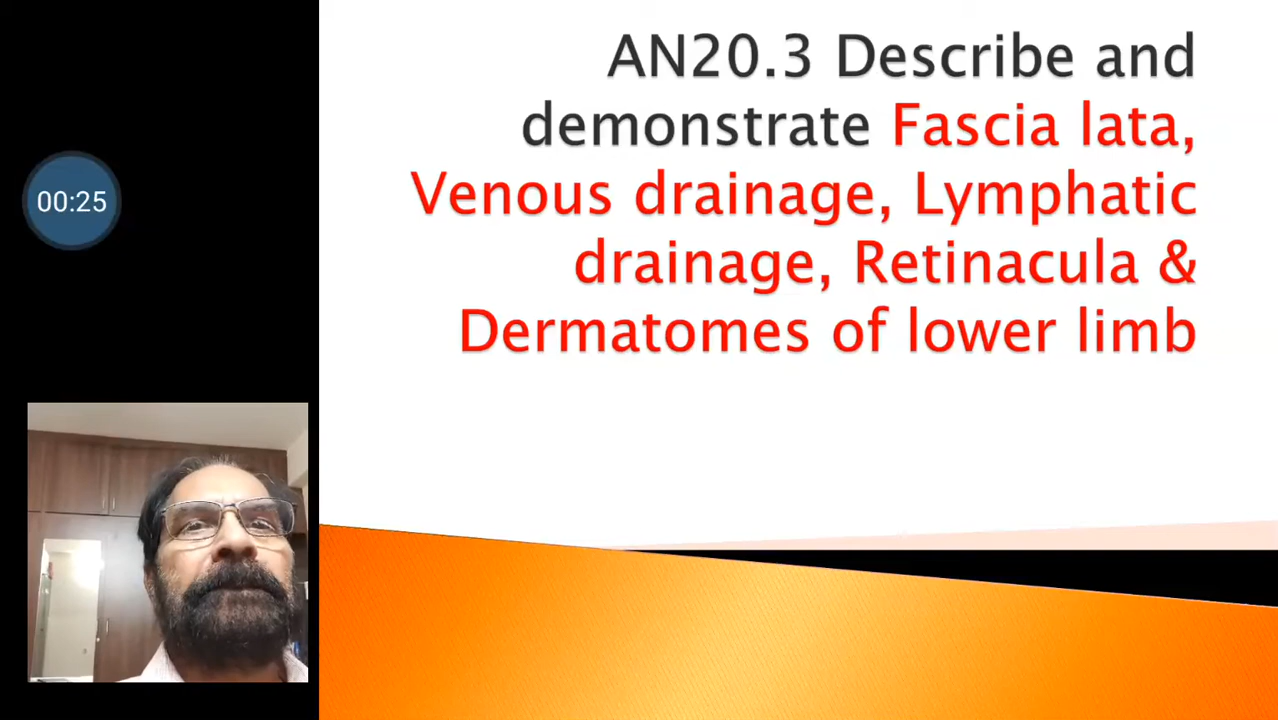 AN20.3 Describe and
demonstrate Fascia lata,
Venous drainage, Lymphatic
drainage, Retinacula &
Dermatomes of lower limb
00:25